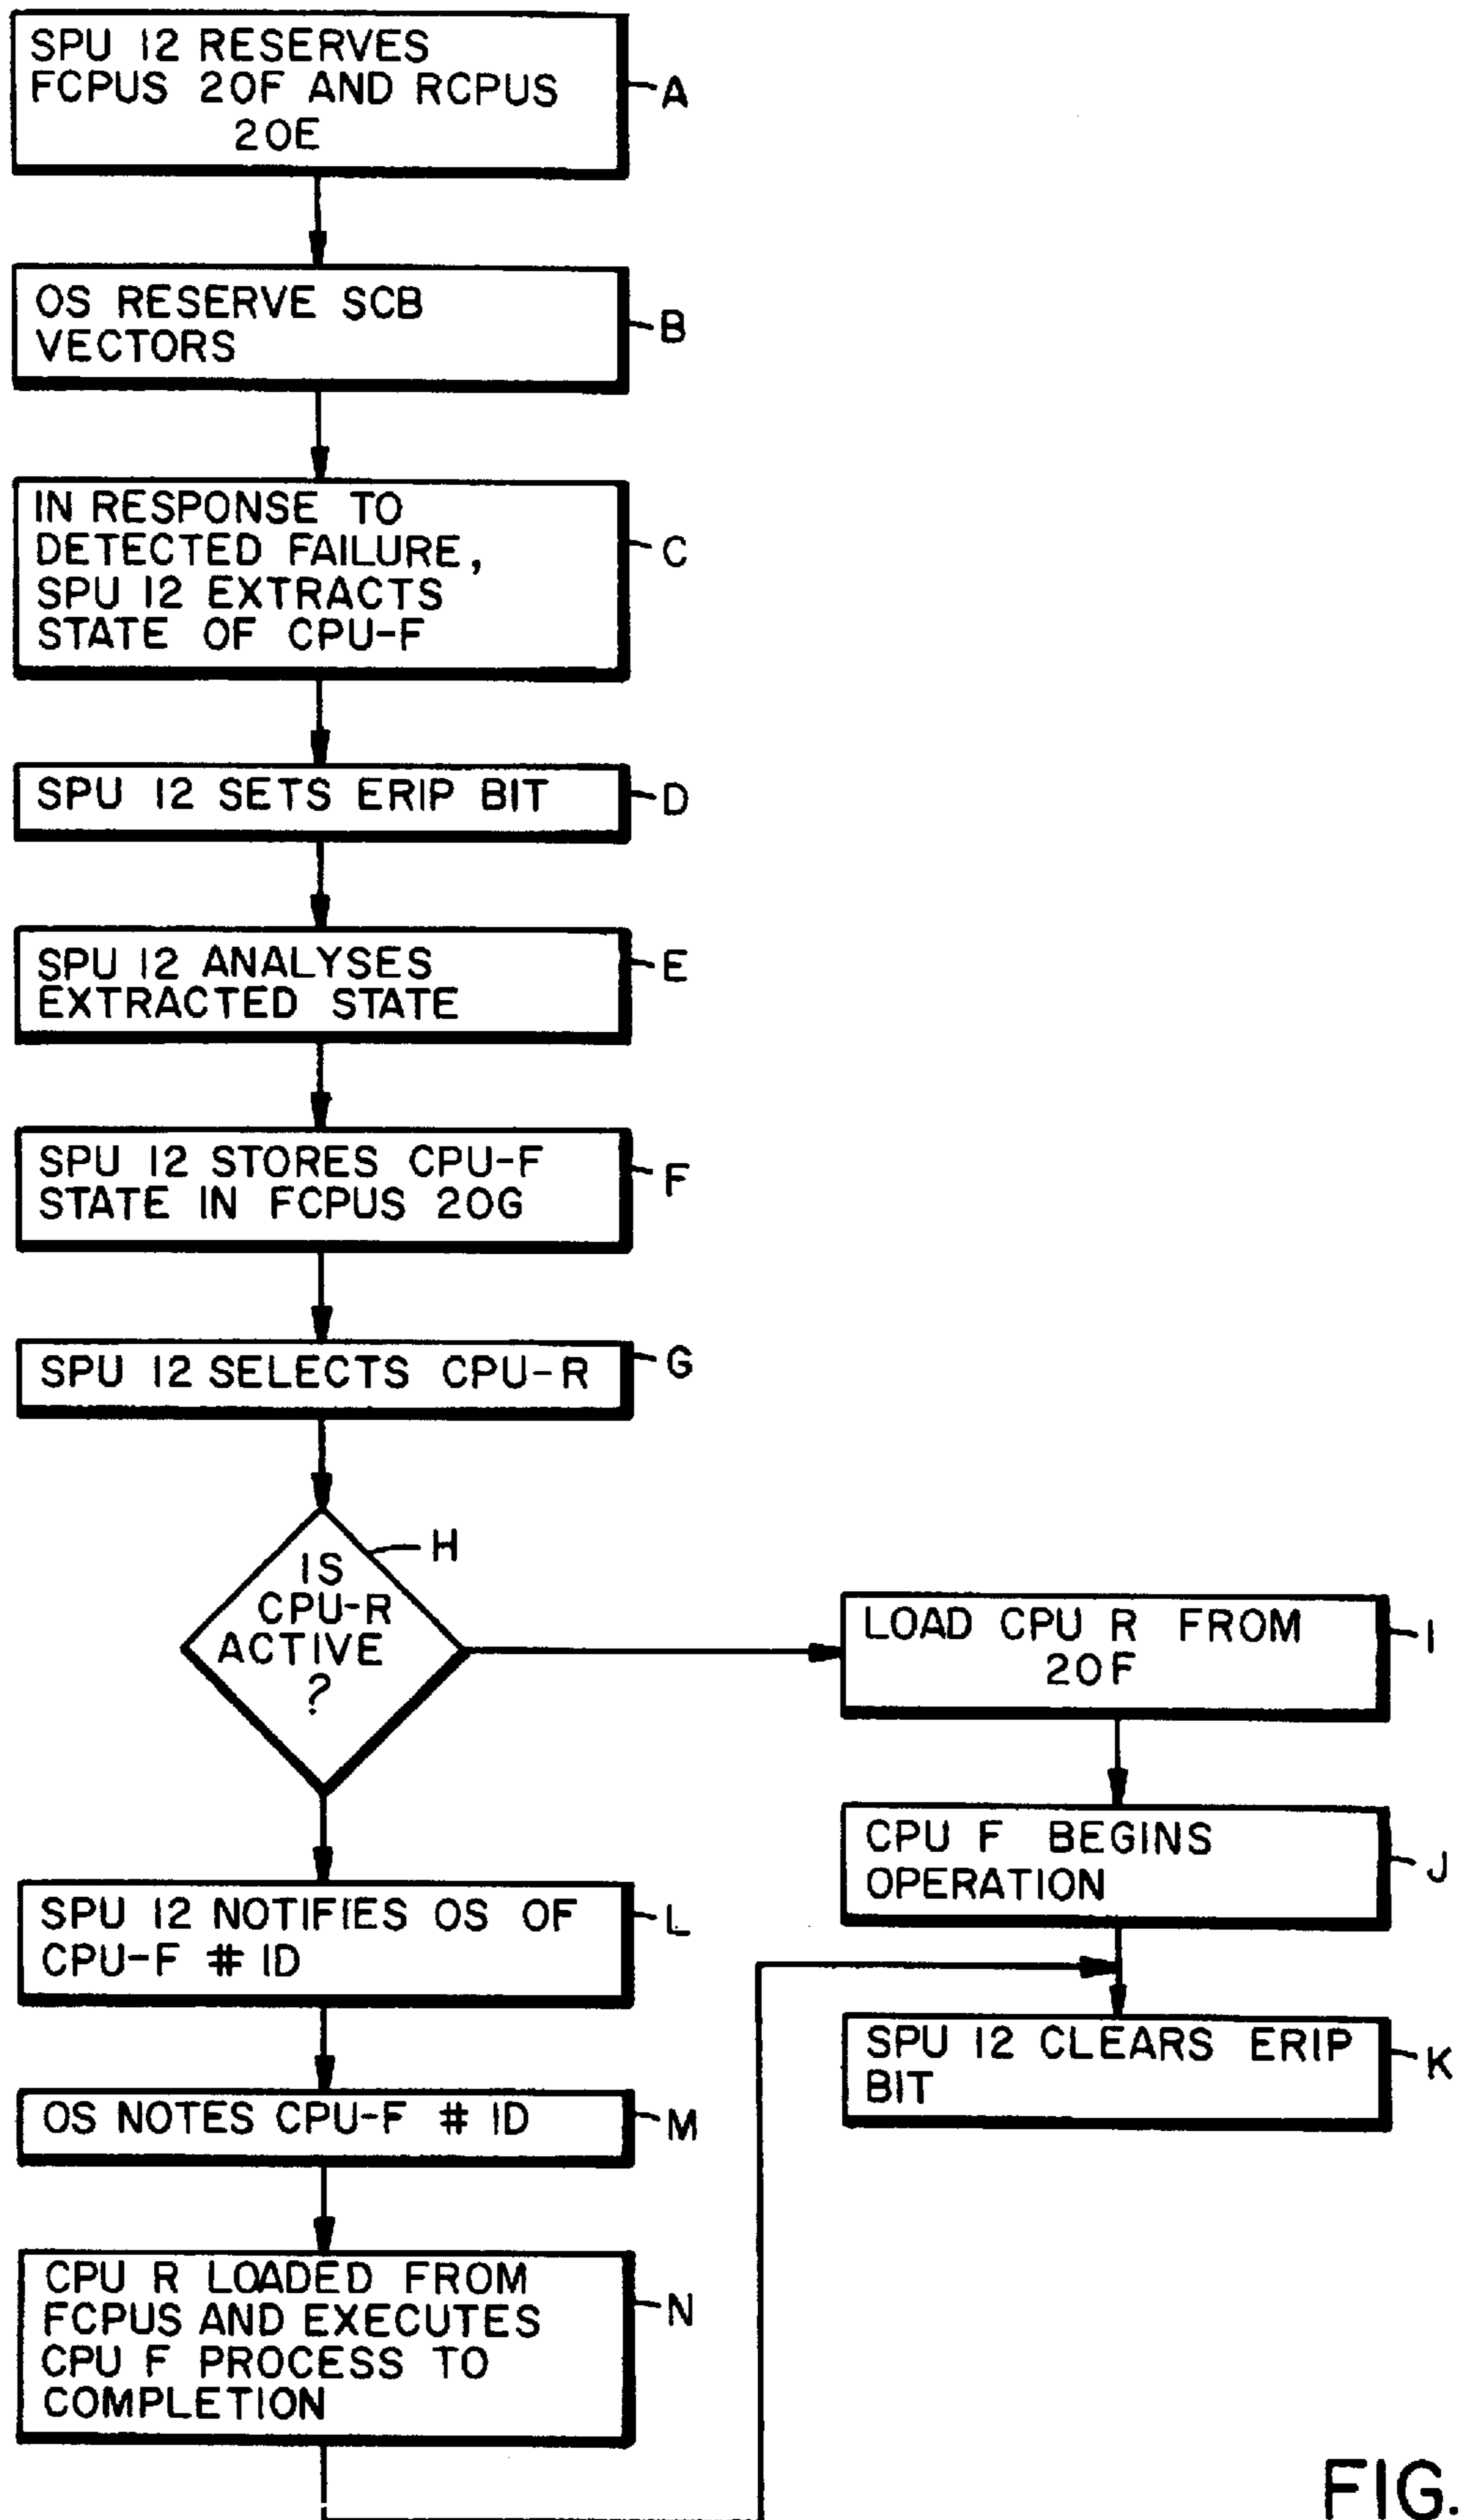 SPU 12 RESERVES
FCPUS 20F AND RCPUS
20E
A
OS RESERVE SCB
VECTORS
B
IN RESPONSE TO
DETECTED FAILURE,
SPU 12 EXTRACTS
STATE OF CPU-F
C
SPU 12 SETS ERIP BIT
D
SPU 12 ANALYSES
EXTRACTED STATE
E
SPU 12 STORES CPU-F
STATE IN FCPUS 20G
F
SPU 12 SELECTS CPU-R
G
IS
CPU-R
ACTIVE
?
H
LOAD CPU R FROM
20F
I
CPU F BEGINS
OPERATION
J
SPU 12 CLEARS ERIP
BIT
K
SPU 12 NOTIFIES OS OF
CPU-F # ID
L
OS NOTES CPU-F # ID
M
CPU R LOADED FROM
FCPUS AND EXECUTES
CPU F PROCESS TO
COMPLETION
N
FIG.